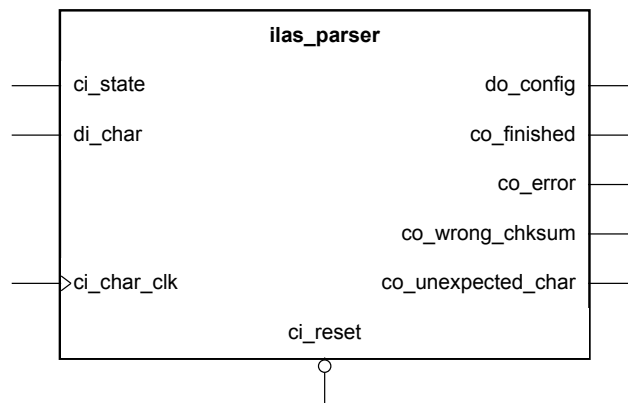 ilas_parser
ci_state
do_config
di_char
co_finished
co_error
co_wrong_chksum
ci_char_clk
co_unexpected_char
ci_reset